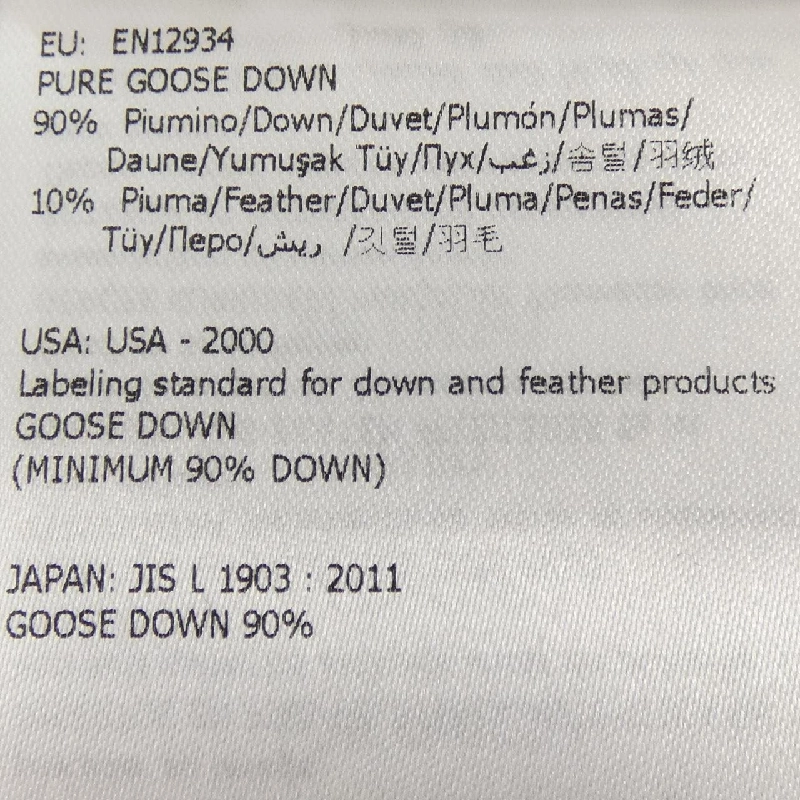 EU: EN12934
PURE GOOSE DOWN
90% Piumino/Down/Duvet/Plumón/Plumas/
Daune/Yumuşak Tüy/Пух/زغب/솜털/羽绒
10% Piuma/Feather/Duvet/Pluma/Penas/Feder/
Tüy/Перо/ريش /깃털/羽毛
USA: USA - 2000
Labeling standard for down and feather products
GOOSE DOWN
(MINIMUM 90% DOWN)
JAPAN: JIS L 1903 : 2011
GOOSE DOWN 90%